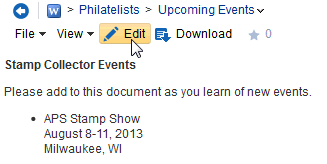 W > Philatelists > Upcoming Events
File View Edit Download 0
Stamp Collector Events
Please add to this document as you learn of new events.
• APS Stamp Show
August 8-11, 2013
Milwaukee, WI